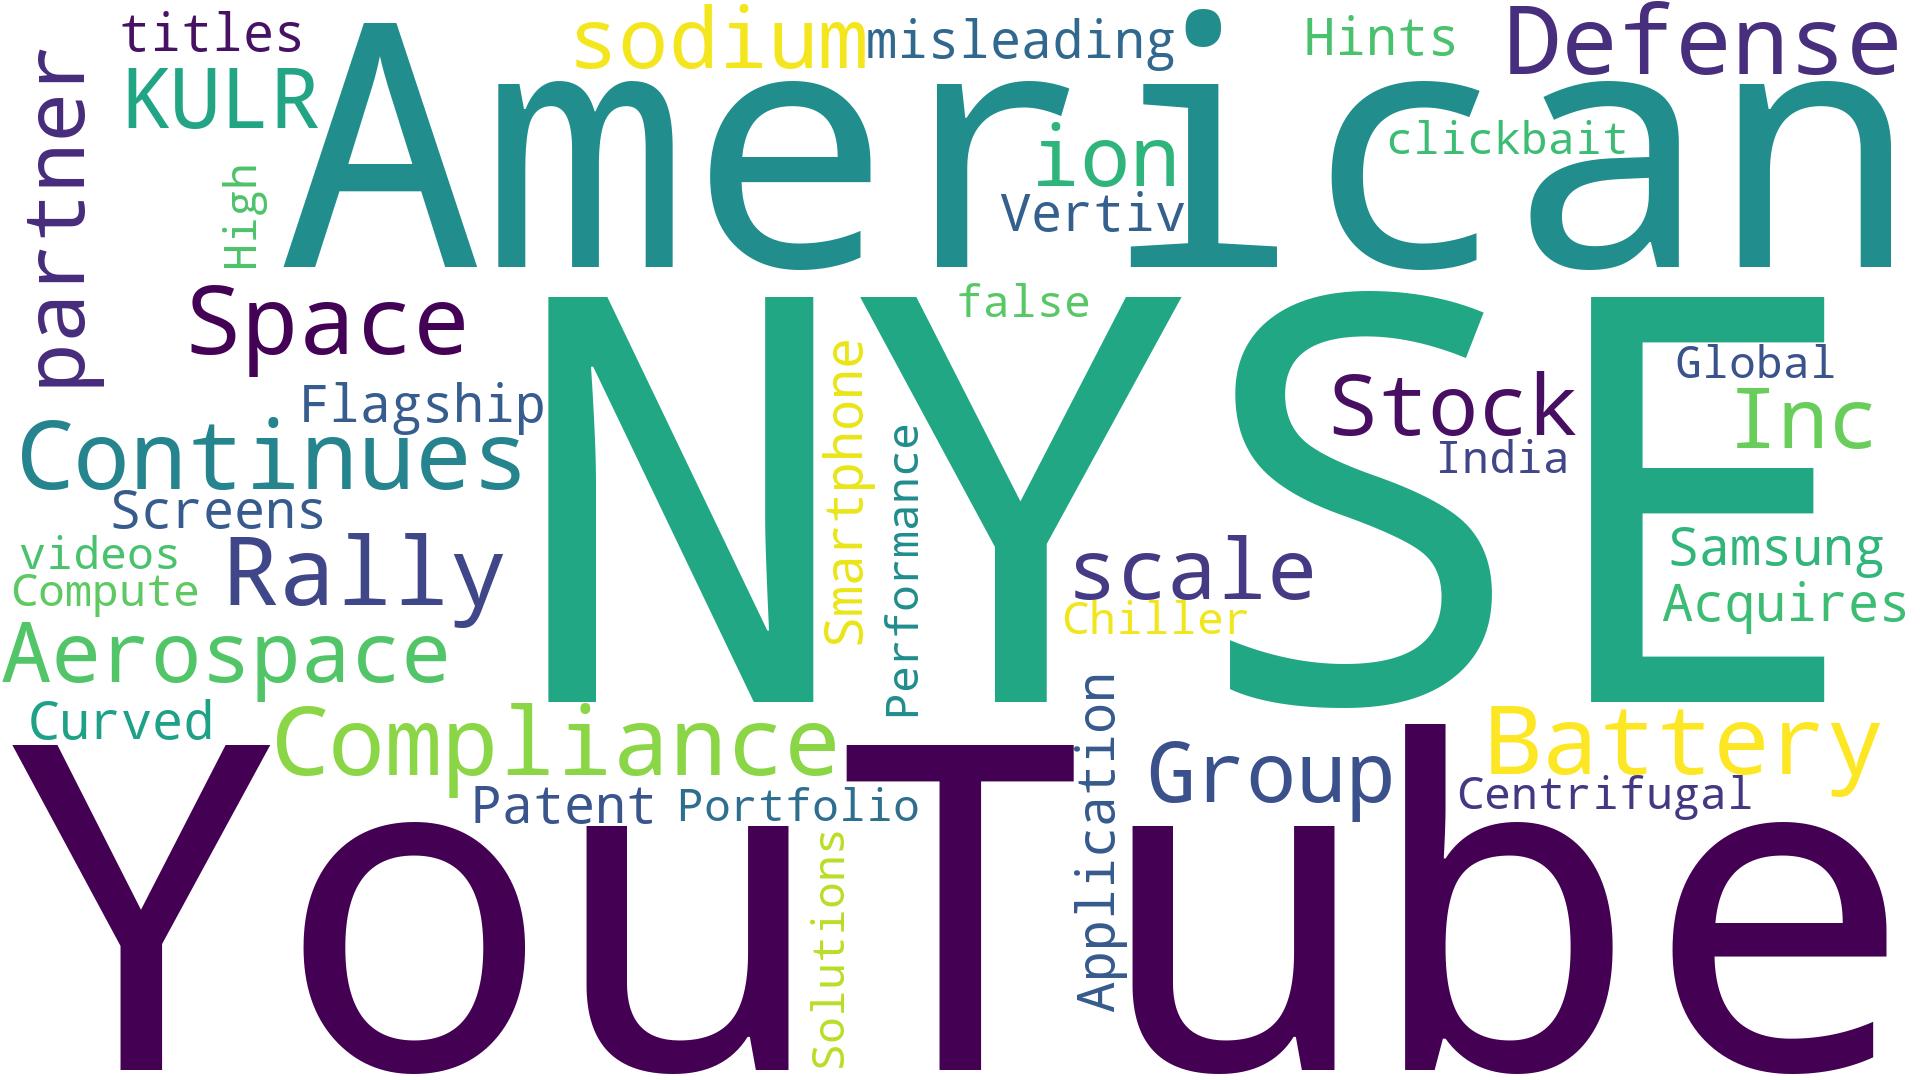 titles
sodium
misleading
Hints
Defense
partner
KULR
American
ion
clickbait
High
Vertiv
Space
false
NYSE
Smartphone
Stock
Global
Flagship
Inc
Continues
Performance
India
Screens
videos
Rally
scale
Samsung
Compute
Chiller
Acquires
Aerospace
Curved
Compliance
Application
Group
Battery
YouTube
Patent
Portfolio
Centrifugal
Solutions